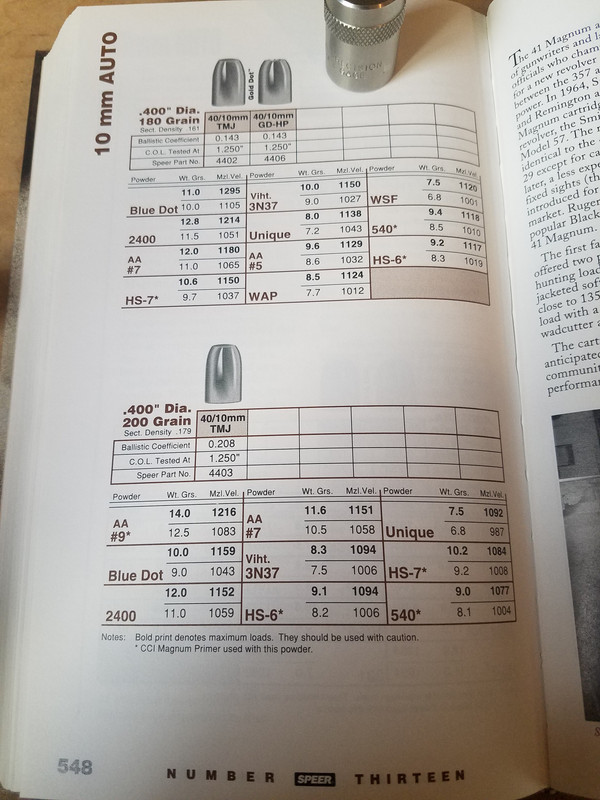 10 mm AUTO
Gold Dot™
.400" Dia.
180 Grain
Sect. Density .161
40/10mm TMJ 40/10mm GD-HP
Ballistic Coefficient 0.143 0.143
C.O.L. Tested At 1.250" 1.250"
Speer Part No. 4402 4406
Powder Wt. Grs. Mzl.Vel. Powder Wt. Grs. Mzl.Vel. Powder Wt. Grs. Mzl.Vel.
Blue Dot 11.0 1295 Viht. 3N37 10.0 1150 WSF 7.5 1120
10.0 1105 9.0 1027 6.8 1001
2400 12.8 1214 Unique 8.0 1138 540* 9.4 1118
11.5 1051 7.2 1043 8.5 1010
AA #7 12.0 1180 AA #5 9.6 1129 HS-6* 9.2 1117
11.0 1065 8.6 1032 8.3 1019
HS-7* 10.6 1150 WAP 8.5 1124
9.7 1037 7.7 1012
.400" Dia.
200 Grain
Sect. Density .179
40/10mm TMJ
Ballistic Coefficient 0.208
C.O.L. Tested At 1.250"
Speer Part No. 4403
Powder Wt. Grs. Mzl.Vel. Powder Wt. Grs. Mzl.Vel. Powder Wt. Grs. Mzl.Vel.
AA #9* 14.0 1216 AA #7 11.6 1151 Unique 7.5 1092
12.5 1083 10.5 1058 6.8 987
Blue Dot 10.0 1159 Viht. 3N37 8.3 1094 HS-7* 10.2 1084
9.0 1043 7.5 1006 9.2 1008
2400 12.0 1152 HS-6* 9.1 1094 540* 9.0 1077
11.0 1059 8.2 1006 8.1 1004
Notes: Bold print denotes maximum loads. They should be used with caution.
* CCI Magnum Primer used with this powder.
548 NUMBER SPEER THIRTEEN
The 41 Magnum
of gunwriters and
officials who
for a new revolver
between the 357
power. In 1964,
and Remington
Magnum
revolver, the
Model 57. The
identical to the
29 except for
later, a less
fixed sights
introduced for
market. Ruger
popular
41 Magnum.
The first
offered two
hunting
jacketed
close to 135
load with a
wadcutter
The